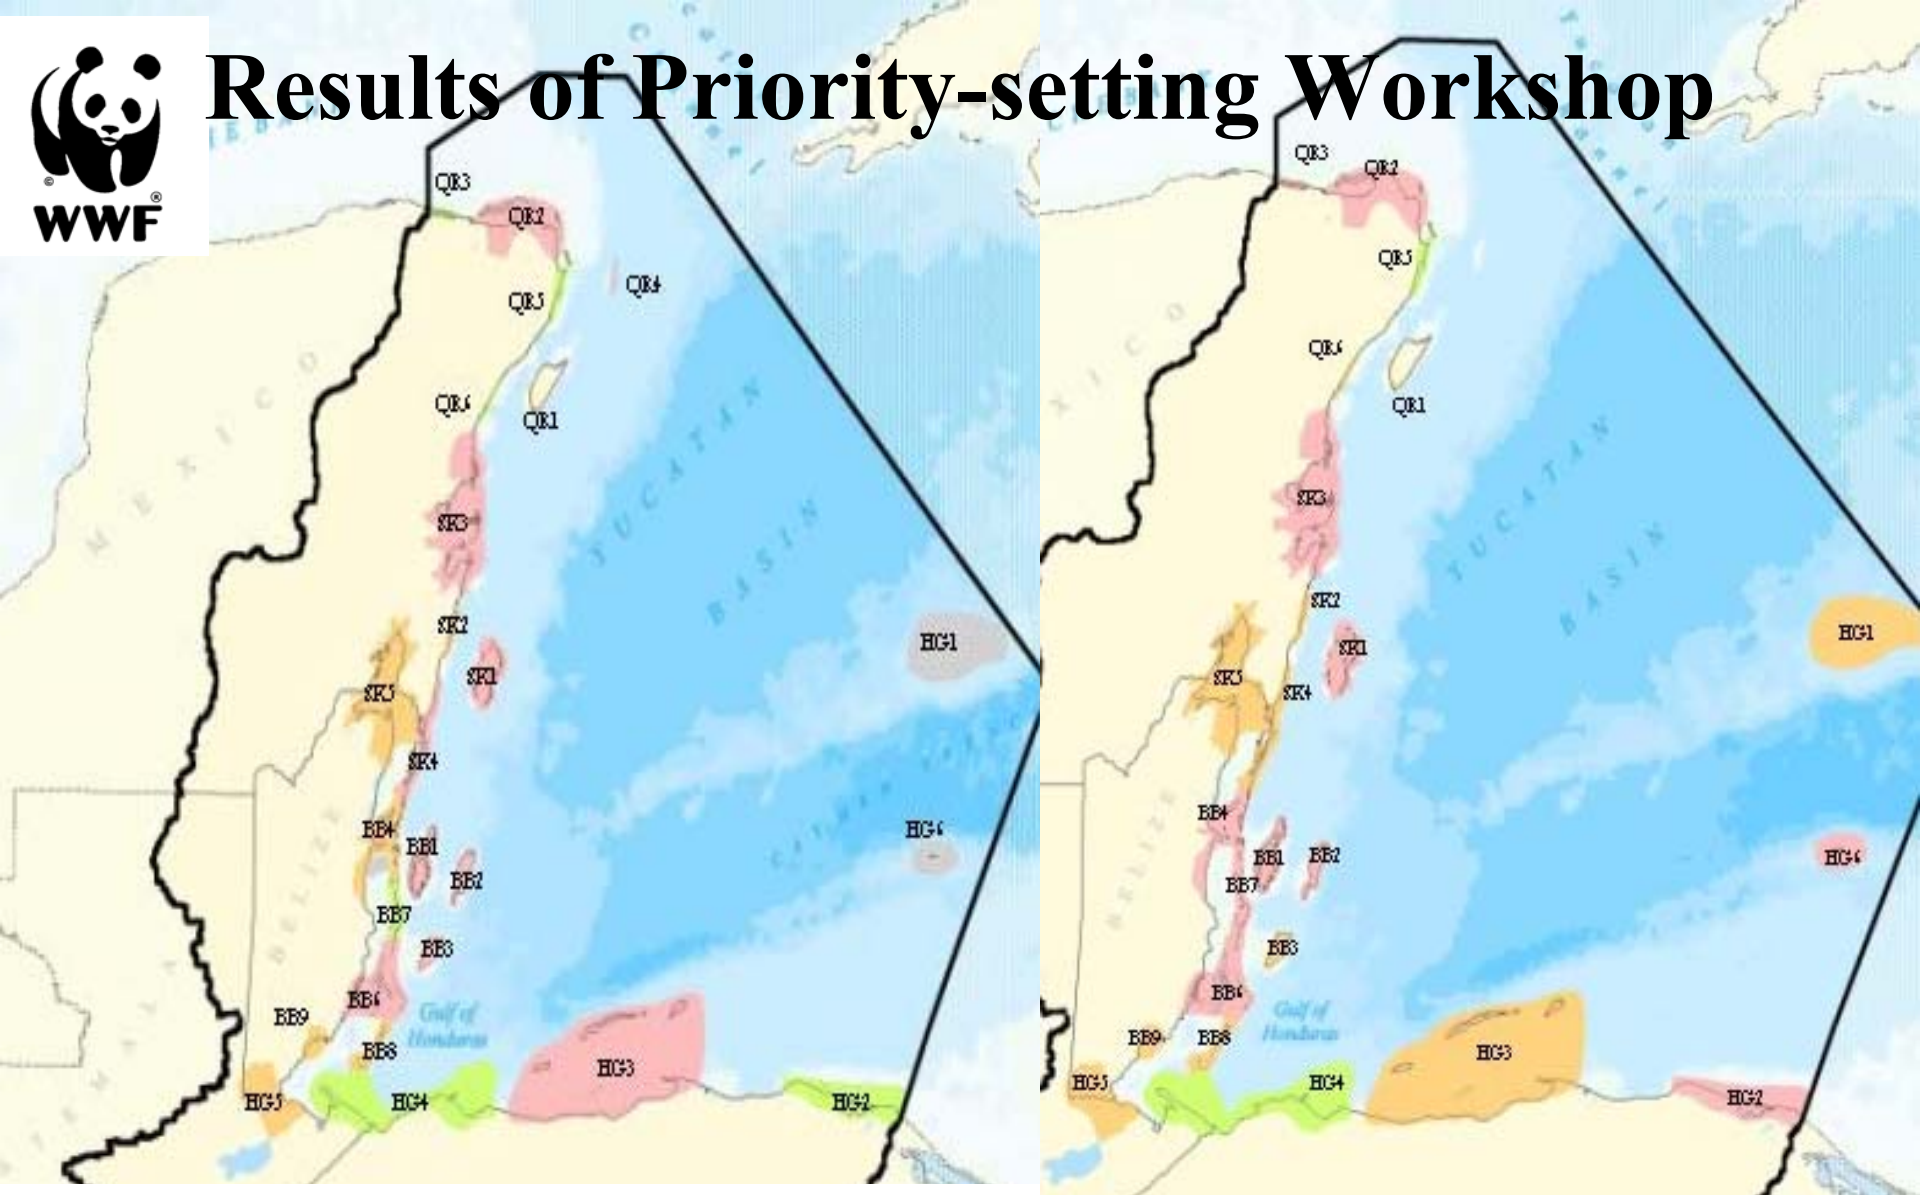 Results of Priority-setting Workshop
©
®
WWF
QR3
QR2
QR4
QR5
QR6
QR1
MEXICO
YUCATAN
BASIN
SK3
SK2
SK1
SK5
SK4
HG1
HG6
BELIZE
BB4
BB1
BB2
BB7
BB3
BB6
BB9
BB8
Gulf of
Honduras
HG5
HG4
HG3
HG2
QR3
QR2
QR5
QR6
QR1
YUCATAN
BASIN
SK3
SK2
SK1
SK5
SK4
HG1
HG6
BELIZE
BB4
BB1
BB2
BB7
BB3
BB6
BB9
BB8
Gulf of
Honduras
HG5
HG4
HG3
HG2